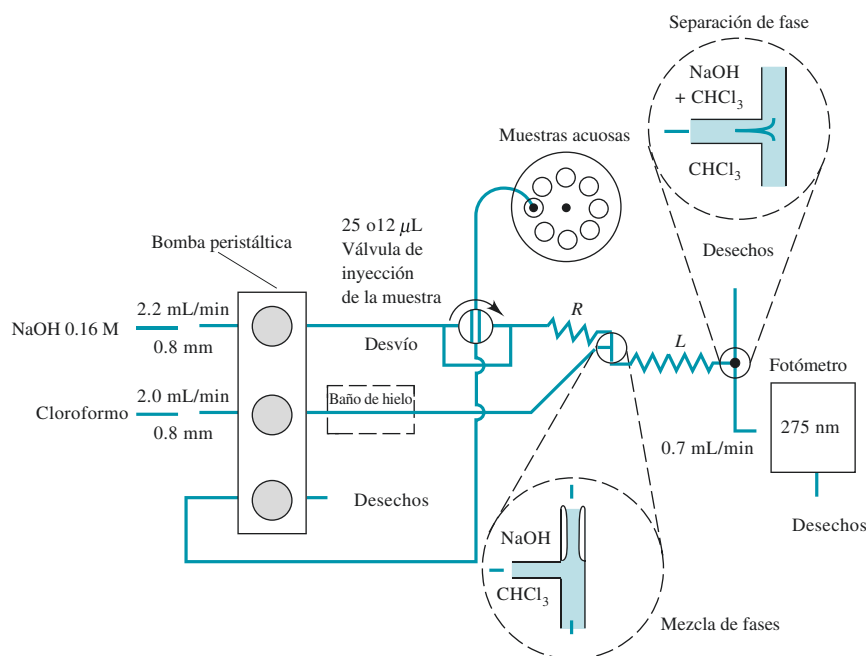 Separación de fase
NaOH
+ CHCl₃
CHCl₃
Muestras acuosas
25 o12 μL
Válvula de
inyección
de la muestra
Bomba peristáltica
Desechos
2.2 mL/min
NaOH 0.16 M
0.8 mm
Desvío
R
L
Fotómetro
2.0 mL/min
Cloroformo
0.8 mm
Baño de hielo
275 nm
0.7 mL/min
Desechos
Desechos
NaOH
CHCl₃
Mezcla de fases